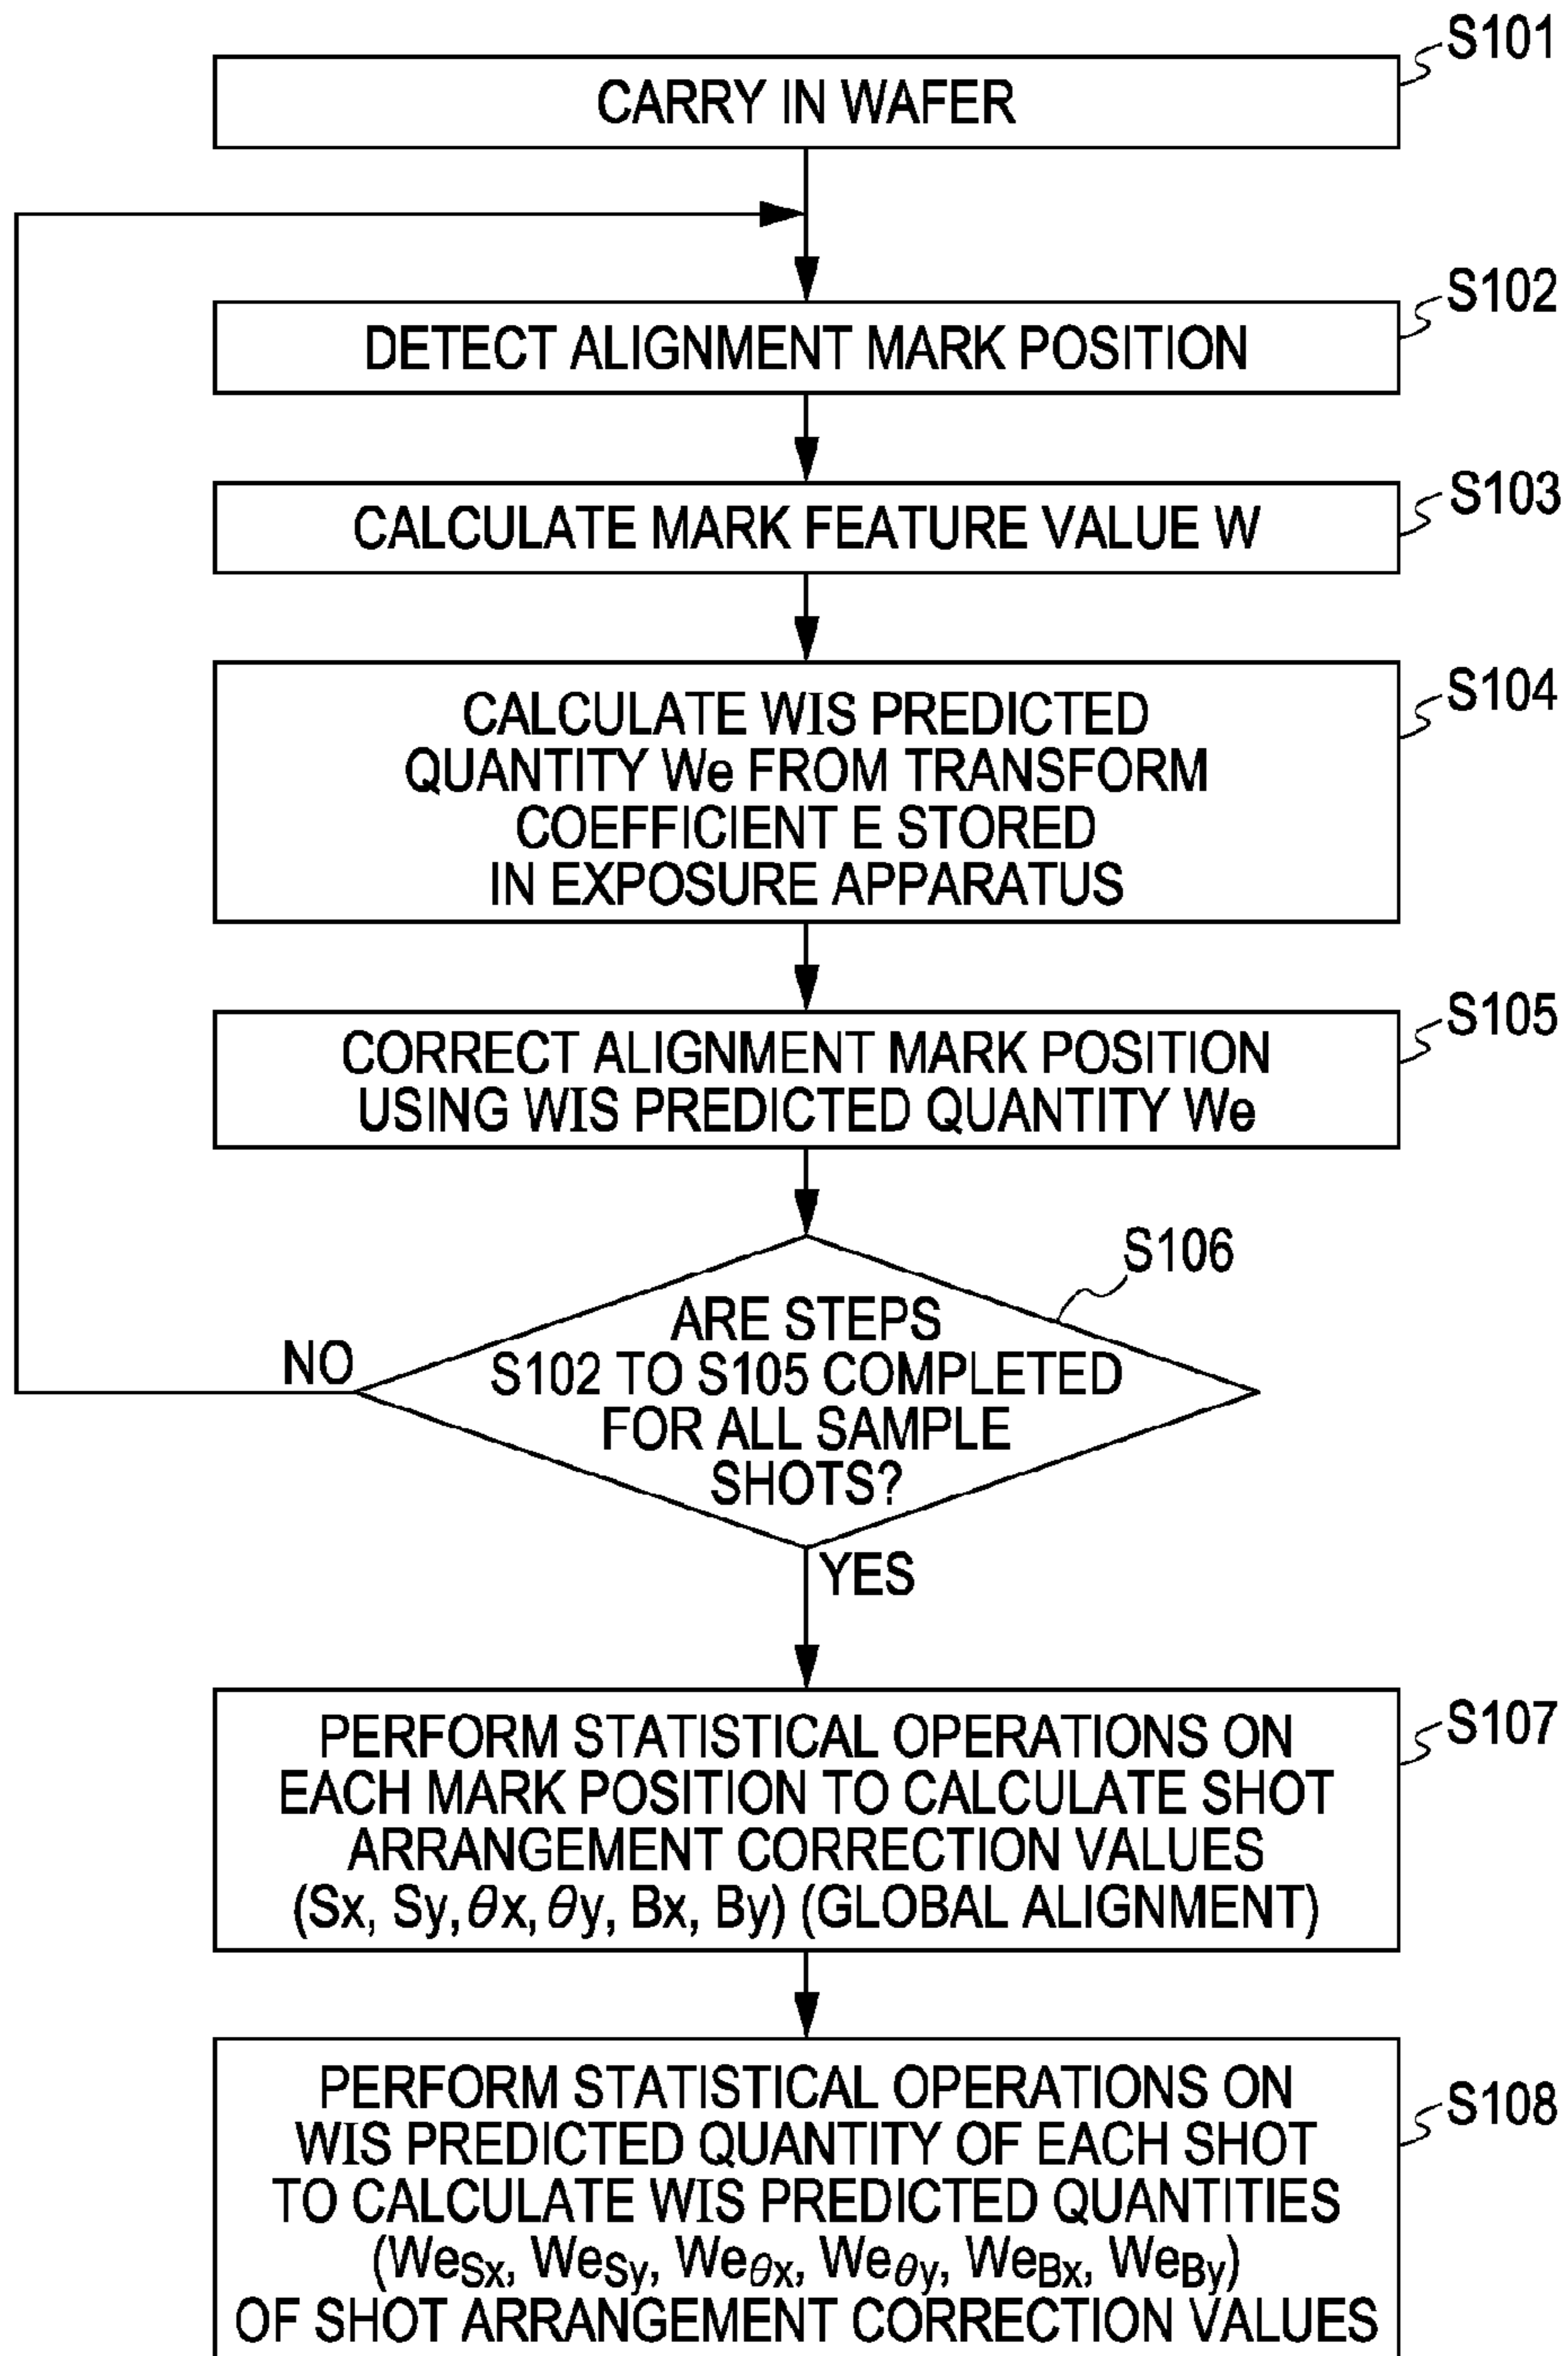 S101
CARRY IN WAFER
S102
DETECT ALIGNMENT MARK POSITION
S103
CALCULATE MARK FEATURE VALUE W
S104
CALCULATE WIS PREDICTED
QUANTITY We FROM TRANSFORM
COEFFICIENT E STORED
IN EXPOSURE APPARATUS
S105
CORRECT ALIGNMENT MARK POSITION
USING WIS PREDICTED QUANTITY We
S106
ARE STEPS
S102 TO S105 COMPLETED
FOR ALL SAMPLE
SHOTS?
NO
YES
S107
PERFORM STATISTICAL OPERATIONS ON
EACH MARK POSITION TO CALCULATE SHOT
ARRANGEMENT CORRECTION VALUES
(Sx, Sy, θx, θy, Bx, By) (GLOBAL ALIGNMENT)
S108
PERFORM STATISTICAL OPERATIONS ON
WIS PREDICTED QUANTITY OF EACH SHOT
TO CALCULATE WIS PREDICTED QUANTITIES
(WeSx, WeSy, Weθx, Weθy, WeBx, WeBy)
OF SHOT ARRANGEMENT CORRECTION VALUES